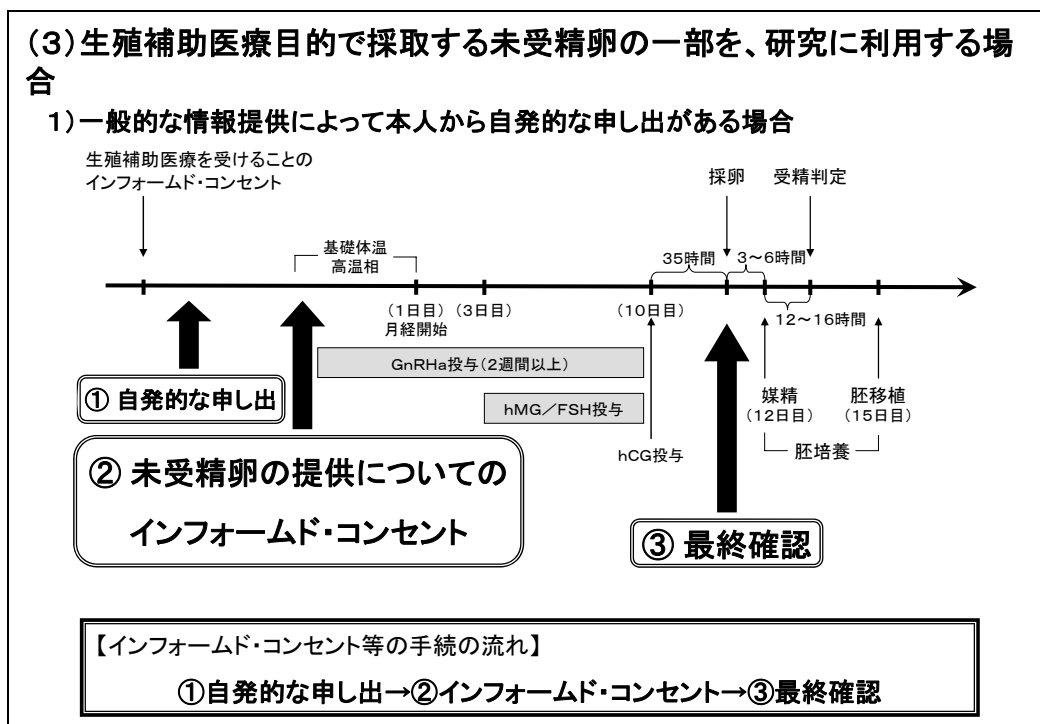 (3)生殖補助医療目的で採取する未受精卵の一部を、研究に利用する場
合
1)一般的な情報提供によって本人から自発的な申し出がある場合
生殖補助医療を受けることの
インフォームド・コンセント
採卵
受精判定
基礎体温
高温相
35時間
3~6時間
(1日目)
月経開始
(3日目)
(10日目)
12~16時間
GnRHa投与(2週間以上)
① 自発的な申し出
hMG/FSH投与
媒精
(12日目)
胚移植
(15日目)
hCG投与
胚培養
② 未受精卵の提供についての
インフォームド・コンセント
③ 最終確認
【インフォームド・コンセント等の手続の流れ】
①自発的な申し出→②インフォームド・コンセント→③最終確認